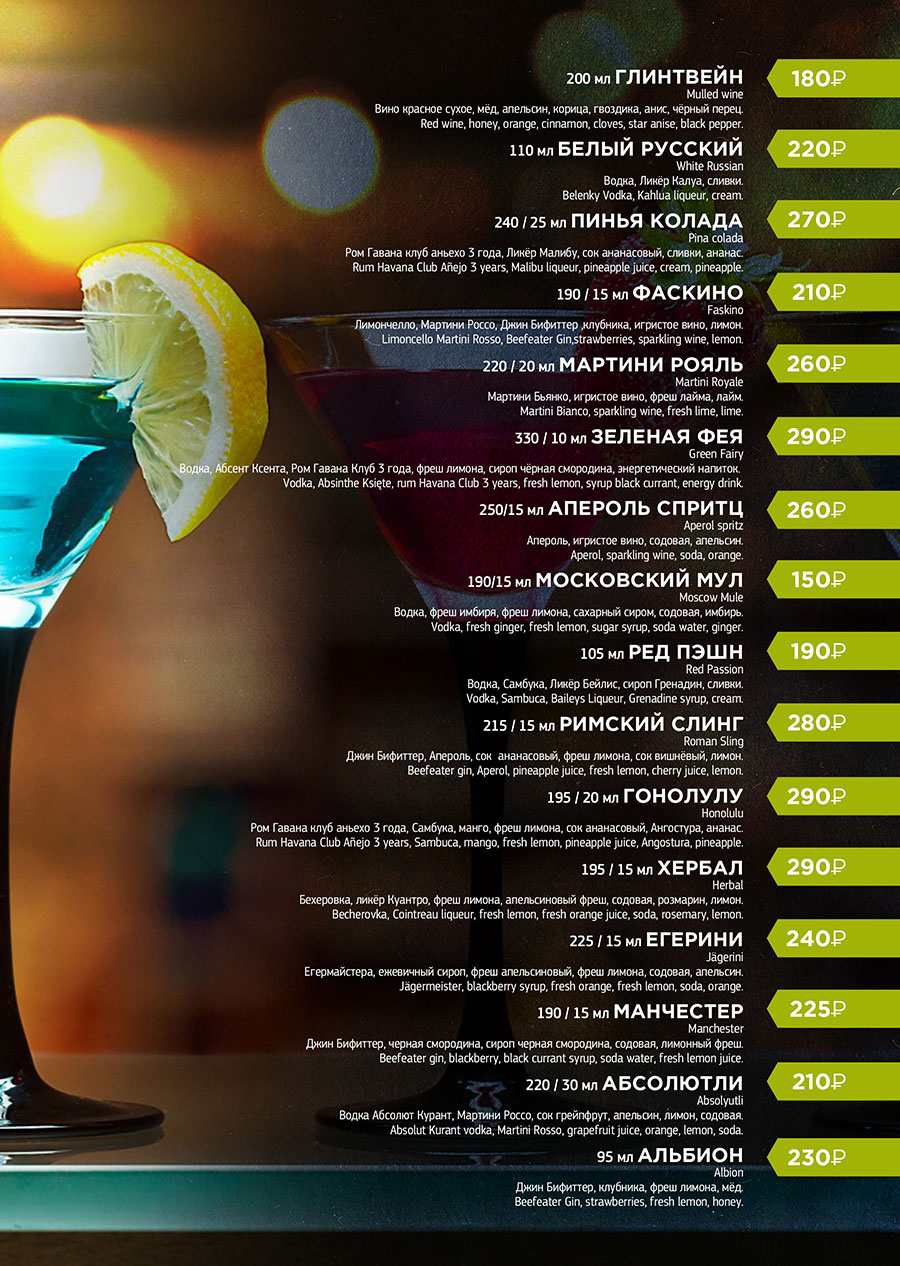 200 мл ГЛИНТВЕЙН 180₽
Mulled wine
Вино красное сухое, мёд, апельсин, корица, гвоздика, анис, чёрный перец.
Red wine, honey, orange, cinnamon, cloves, star anise, black pepper.
110 мл БЕЛЫЙ РУССКИЙ 220₽
White Russian
Водка, Ликёр Калуа, сливки.
Belenky Vodka, Kahlua liqueur, cream.
240 / 25 мл ПИНЬЯ КОЛАДА 270₽
Pina colada
Ром Гавана клуб аньехо 3 года, Ликёр Малибу, сок ананасовый, сливки, ананас.
Rum Havana Club Añejo 3 years, Malibu liqueur, pineapple juice, cream, pineapple.
190 / 15 мл ФАСКИНО 210₽
Faskino
Лимончелло, Мартини Россо, Джин Бифиттер ,клубника, игристое вино, лимон.
Limoncello Martini Rosso, Beefeater Gin,strawberries, sparkling wine, lemon.
220 / 20 мл МАРТИНИ РОЯЛЬ 260₽
Martini Royale
Мартини Бьянко, игристое вино, фреш лайма, лайм.
Martini Bianco, sparkling wine, fresh lime, lime.
330 / 10 мл ЗЕЛЕНАЯ ФЕЯ 290₽
Green Fairy
Водка, Абсент Ксента, Ром Гавана Клуб 3 года, фреш лимона, сироп чёрная смородина, энергетический напиток.
Vodka, Absinthe Księte, rum Havana Club 3 years, fresh lemon, syrup black currant, energy drink.
250/15 мл АПЕРОЛЬ СПРИТЦ 260₽
Aperol spritz
Апероль, игристое вино, содовая, апельсин.
Aperol, sparkling wine, soda, orange.
190/15 мл МОСКОВСКИЙ МУЛ 150₽
Moscow Mule
Водка, фреш имбиря, фреш лимона, сахарный сиром, содовая, имбирь.
Vodka, fresh ginger, fresh lemon, sugar syrup, soda water, ginger.
105 мл РЕД ПЭШН 190₽
Red Passion
Водка, Самбука, Ликёр Бейлис, сироп Гренадин, сливки.
Vodka, Sambuca, Baileys Liqueur, Grenadine syrup, cream.
215 / 15 мл РИМСКИЙ СЛИНГ 280₽
Roman Sling
Джин Бифиттер, Апероль, сок ананасовый, фреш лимона, сок вишнёвый, лимон.
Beefeater gin, Aperol, pineapple juice, fresh lemon, cherry juice, lemon.
195 / 20 мл ГОНОЛУЛУ 290₽
Honolulu
Ром Гавана клуб аньехо 3 года, Самбука, манго, фреш лимона, сок ананасовый, Ангостура, ананас.
Rum Havana Club Añejo 3 years, Sambuca, mango, fresh lemon, pineapple juice, Angostura, pineapple.
195 / 15 мл ХЕРБАЛ 290₽
Herbal
Бехеровка, ликёр Куантро, фреш лимона, апельсиновый фреш, содовая, розмарин, лимон.
Becherovka, Cointreau liqueur, fresh lemon, fresh orange juice, soda, rosemary, lemon.
225 / 15 мл ЕГЕРИНИ 240₽
Jägerini
Егермайстера, ежевичный сироп, фреш апельсиновый, фреш лимона, содовая, апельсин.
Jägermeister, blackberry syrup, fresh orange, fresh lemon, soda, orange.
190 / 15 мл МАНЧЕСТЕР 225₽
Manchester
Джин Бифиттер, черная смородина, сироп черная смородина, содовая, лимонный фреш.
Beefeater gin, blackberry, black currant syrup, soda water, fresh lemon juice.
220 / 30 мл АБСОЛЮТЛИ 210₽
Absolyutli
Водка Абсолют Курант, Мартини Россо, сок грейпфрут, апельсин, лимон, содовая.
Absolut Kurant vodka, Martini Rosso, grapefruit juice, orange, lemon, soda.
95 мл АЛЬБИОН 230₽
Albion
Джин Бифиттер, клубника, фреш лимона, мёд.
Beefeater Gin, strawberries, fresh lemon, honey.